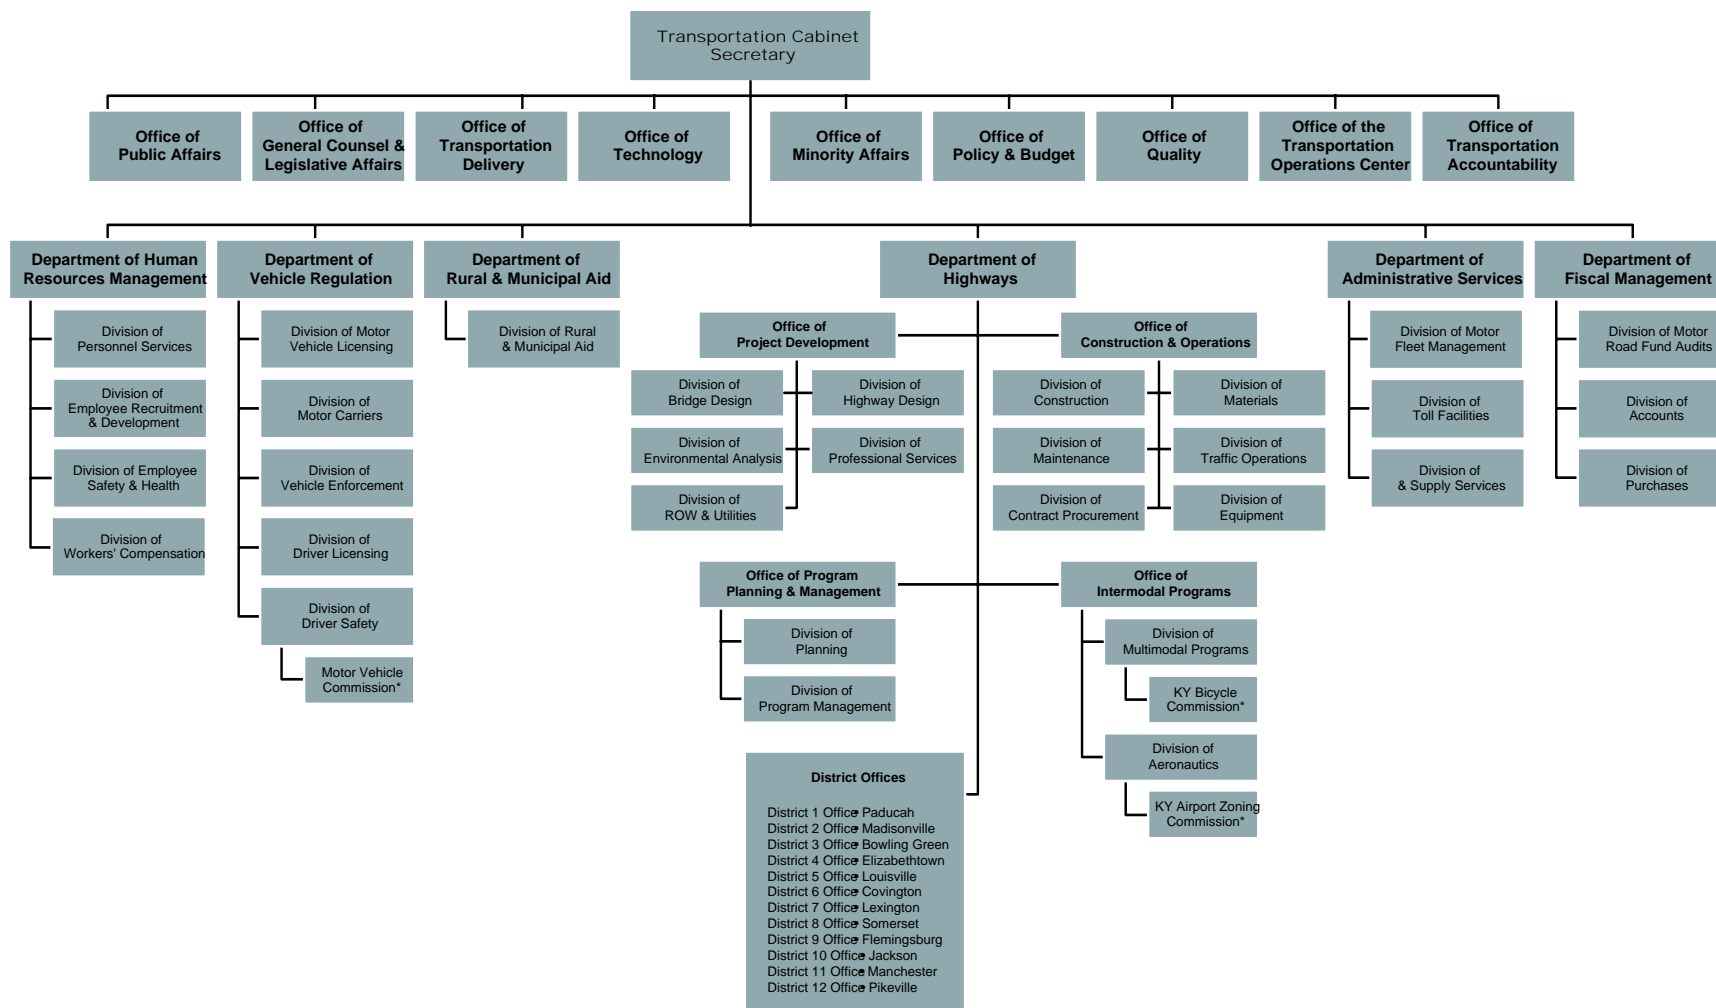 Transportation Cabinet
Secretary
Office of
Public Affairs
Office of
General Counsel &
Legislative Affairs
Office of
Transportation
Delivery
Office of
Technology
Office of
Minority Affairs
Office of
Policy & Budget
Office of
Quality
Office of the
Transportation
Operations Center
Office of
Transportation
Accountability
Department of Human
Resources Management
Division of
Personnel Services
Division of
Employee Recruitment
& Development
Division of Employee
Safety & Health
Division of
Workers' Compensation
Department of
Vehicle Regulation
Division of Motor
Vehicle Licensing
Division of
Motor Carriers
Division of
Vehicle Enforcement
Division of
Driver Licensing
Division of
Driver Safety
Motor Vehicle
Commission*
Department of
Rural & Municipal Aid
Division of Rural
& Municipal Aid
Department of
Highways
Office of
Project Development
Division of
Bridge Design
Division of
Highway Design
Division of
Environmental Analysis
Division of
Professional Services
Division of
ROW & Utilities
Office of
Construction & Operations
Division of
Construction
Division of
Materials
Division of
Maintenance
Division of
Traffic Operations
Division of
Contract Procurement
Division of
Equipment
Office of Program
Planning & Management
Division of
Planning
Division of
Program Management
Office of
Intermodal Programs
Division of
Multimodal Programs
KY Bicycle
Commission*
Division of
Aeronautics
KY Airport Zoning
Commission*
District Offices
District 1 Office• Paducah
District 2 Office• Madisonville
District 3 Office• Bowling Green
District 4 Office• Elizabethtown
District 5 Office• Louisville
District 6 Office• Covington
District 7 Office• Lexington
District 8 Office• Somerset
District 9 Office• Flemingsburg
District 10 Office• Jackson
District 11 Office• Manchester
District 12 Office• Pikeville
Department of
Administrative Services
Division of Motor
Fleet Management
Division of
Toll Facilities
Division of
& Supply Services
Department of
Fiscal Management
Division of Motor
Road Fund Audits
Division of
Accounts
Division of
Purchases